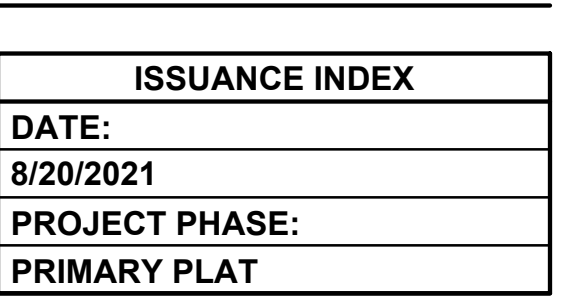 ISSUANCE INDEX
DATE:
8/20/2021
PROJECT PHASE:
PRIMARY PLAT